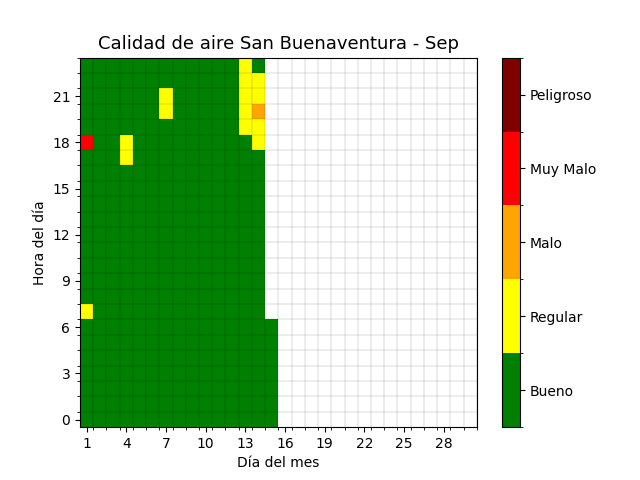 Calidad de aire San Buenaventura - Sep
Hora del día
21
18
15
12
9
6
3
0
1 4 7 10 13 16 19 22 25 28
Día del mes
Peligroso
Muy Malo
Malo
Regular
Bueno